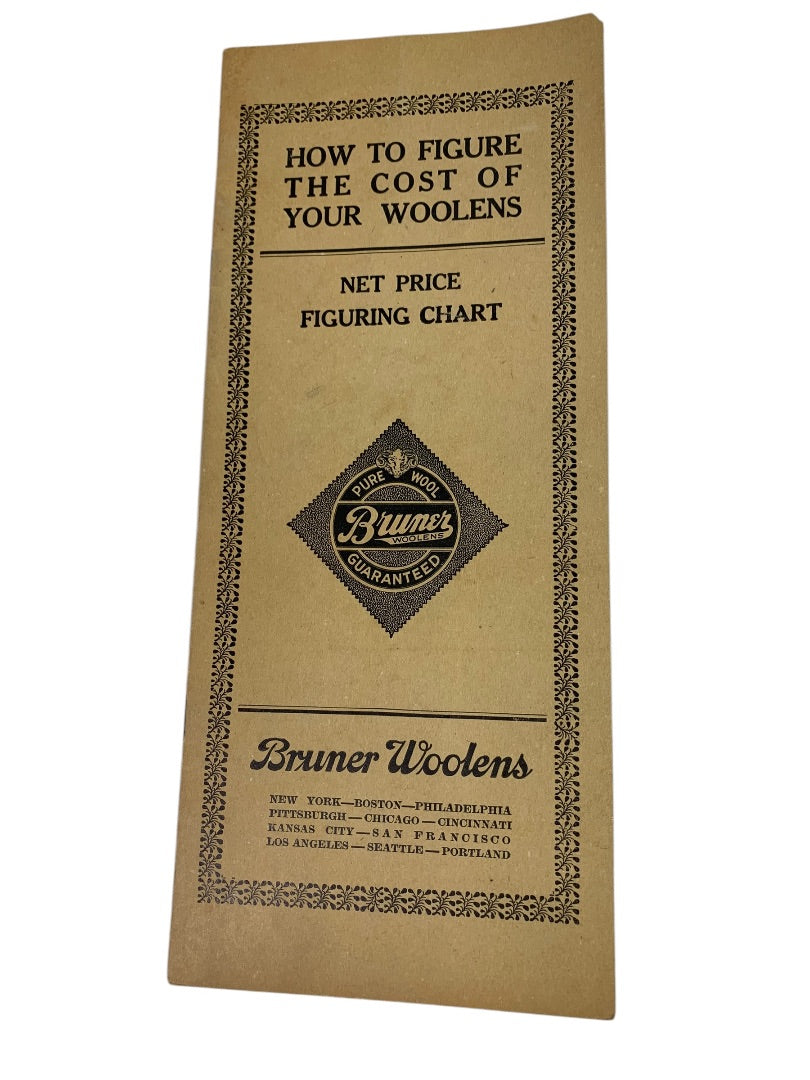 HOW TO FIGURE
THE COST OF
YOUR WOOLENS
NET PRICE
FIGURING CHART
PURE WOOL
Bruner
WOOLENS
GUARANTEED
Bruner Woolens
NEW YORK—BOSTON—PHILADELPHIA
PITTSBURGH—CHICAGO—CINCINNATI
KANSAS CITY—SAN FRANCISCO
LOS ANGELES—SEATTLE—PORTLAND